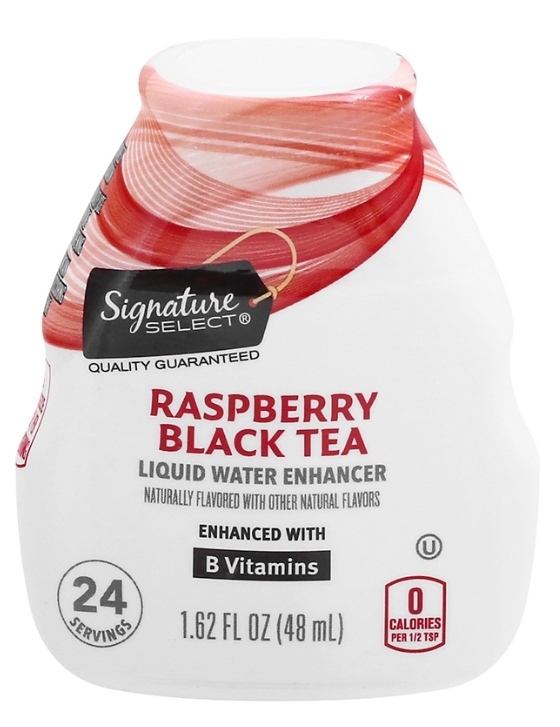 Signature
SELECT®
QUALITY GUARANTEED
RASPBERRY
BLACK TEA
LIQUID WATER ENHANCER
NATURALLY FLAVORED WITH OTHER NATURAL FLAVORS
ENHANCED WITH
B Vitamins
U
24
SERVINGS
1.62 FL OZ (48 mL)
0
CALORIES
PER 1/2 TSP